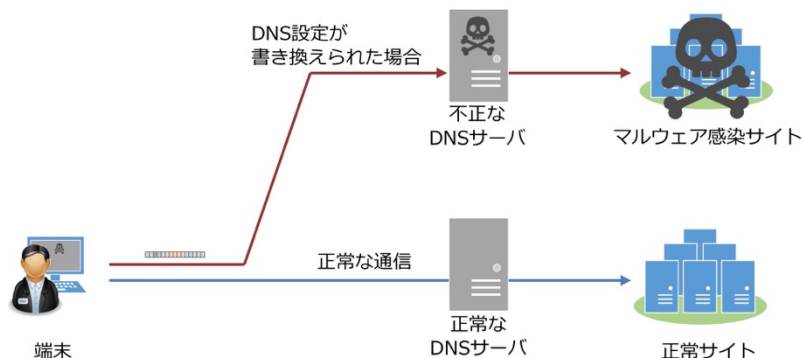 DNS設定が
書き換えられた場合
不正な
DNSサーバ
マルウェア感染サイト
正常な通信
端末
正常な
DNSサーバ
正常サイト